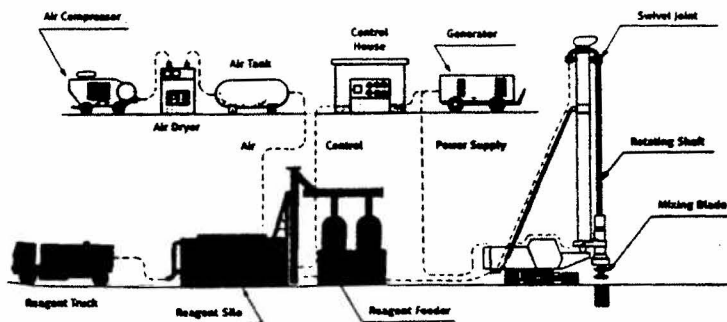 Air Compressor
Air Dryer
Air Tank
Control
House
Generator
Swivel Joint
Air
Control
Power Supply
Rotating Shaft
Mixing Blade
Reagent Truck
Reagent Silo
Reagent Feeder